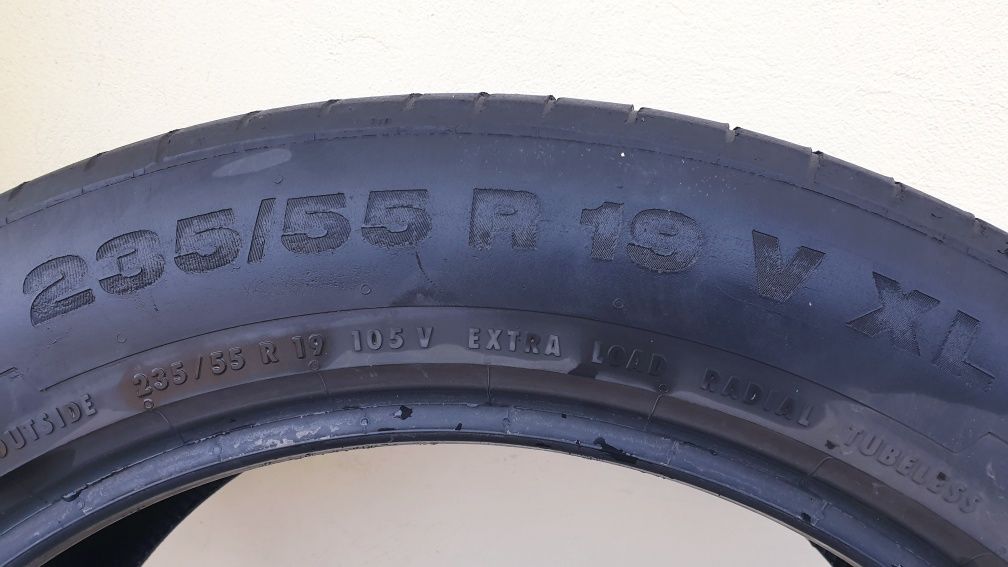 235/55 R 19 V XL
OUTSIDE 235/55 R 19 105 V EXTRA LOAD RADIAL TUBELESS